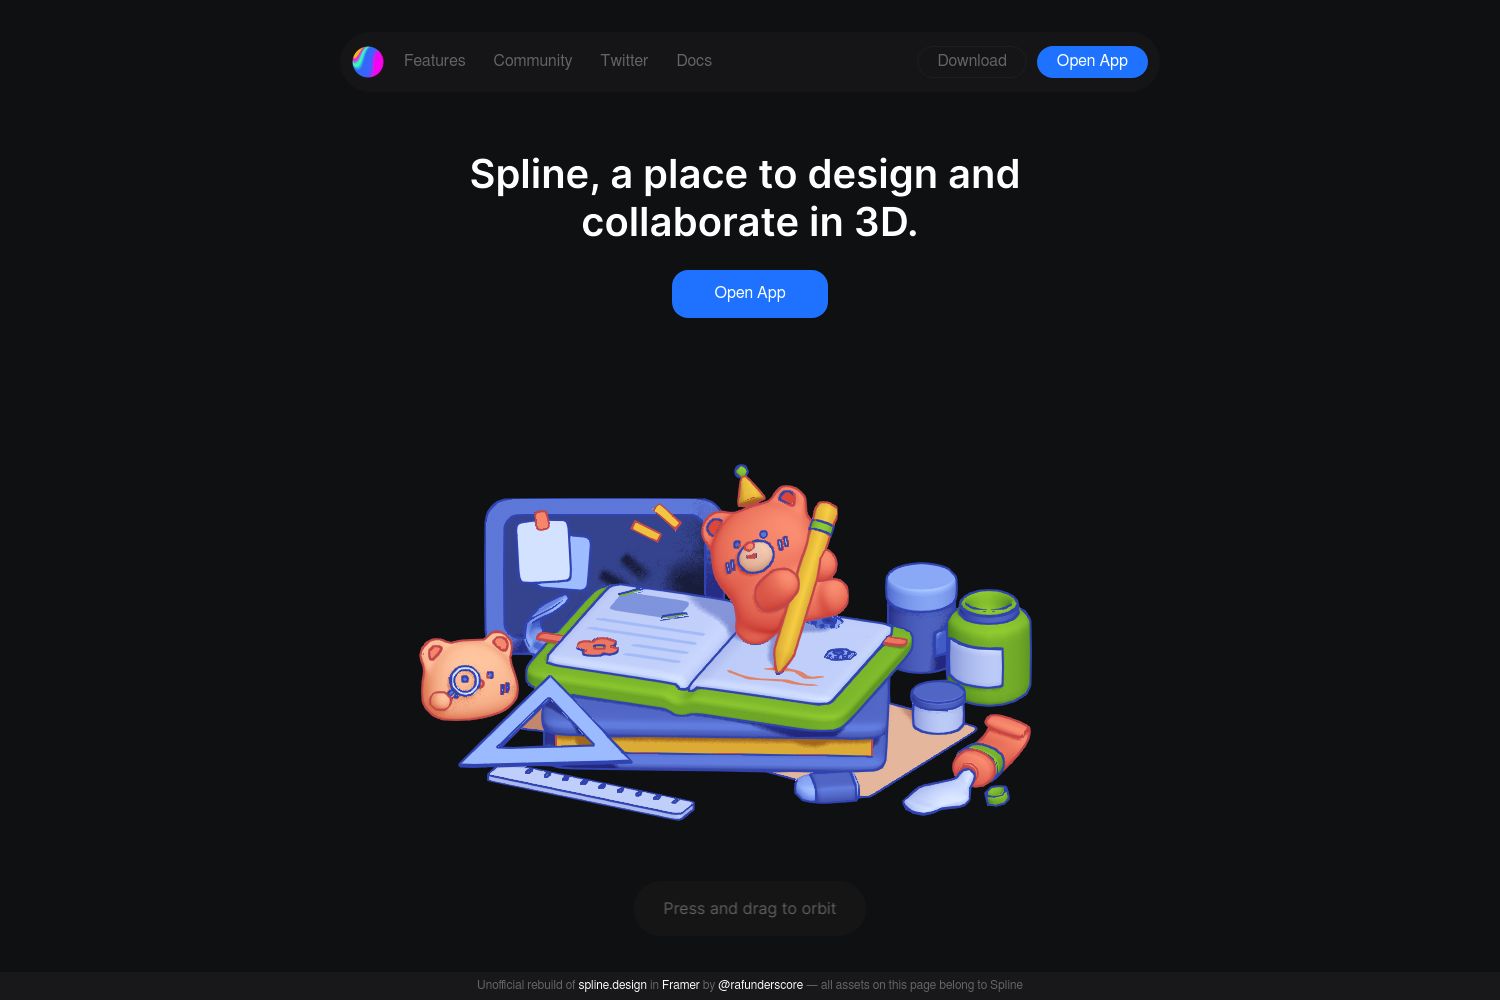 Features
Community
Twitter
Docs
Download
Open App
Spline, a place to design and
collaborate in 3D.
Open App
Press and drag to orbit
Unofficial rebuild of spline.design in Framer by @rafunderscore — all assets on this page belong to Spline